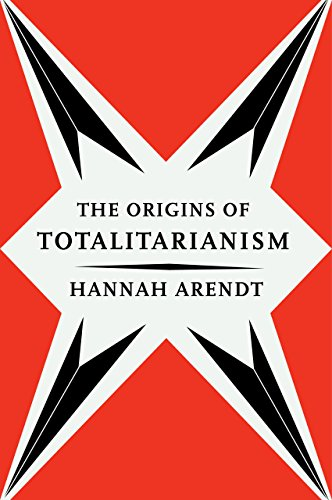 THE ORIGINS OF
TOTALITARIANISM
HANNAH ARENDT